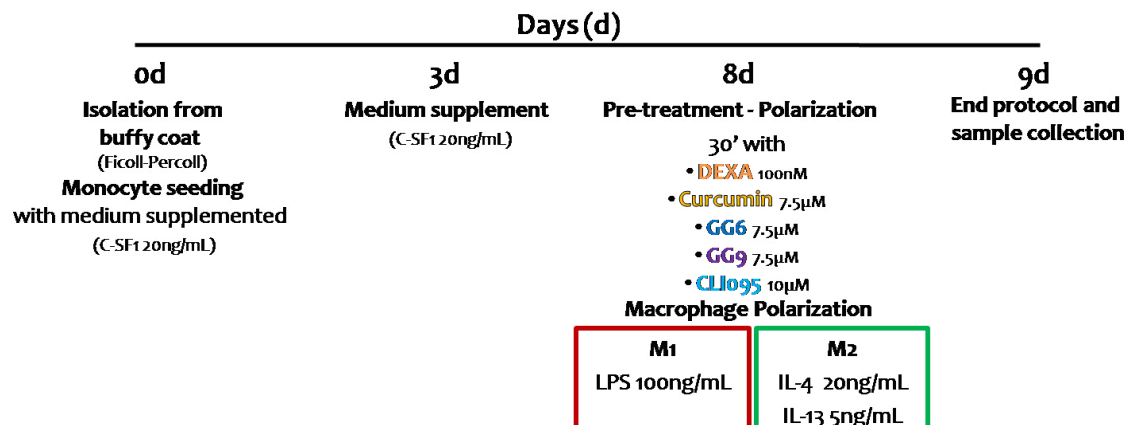 Days (d)
0d
Isolation from
buffy coat
(Ficoll-Percoll)
Monocyte seeding
with medium supplemented
(C-SF1 20ng/mL)
3d
Medium supplement
(C-SF1 20ng/mL)
8d
Pre-treatment - Polarization
30' with
• DEXA 100nM
• Curcumin 7.5µM
• GG6 7.5µM
• GG9 7.5µM
• CLI095 10µM
Macrophage Polarization
M1
LPS 100ng/mL
M2
IL-4 20ng/mL
IL-13 5ng/mL
9d
End protocol and
sample collection